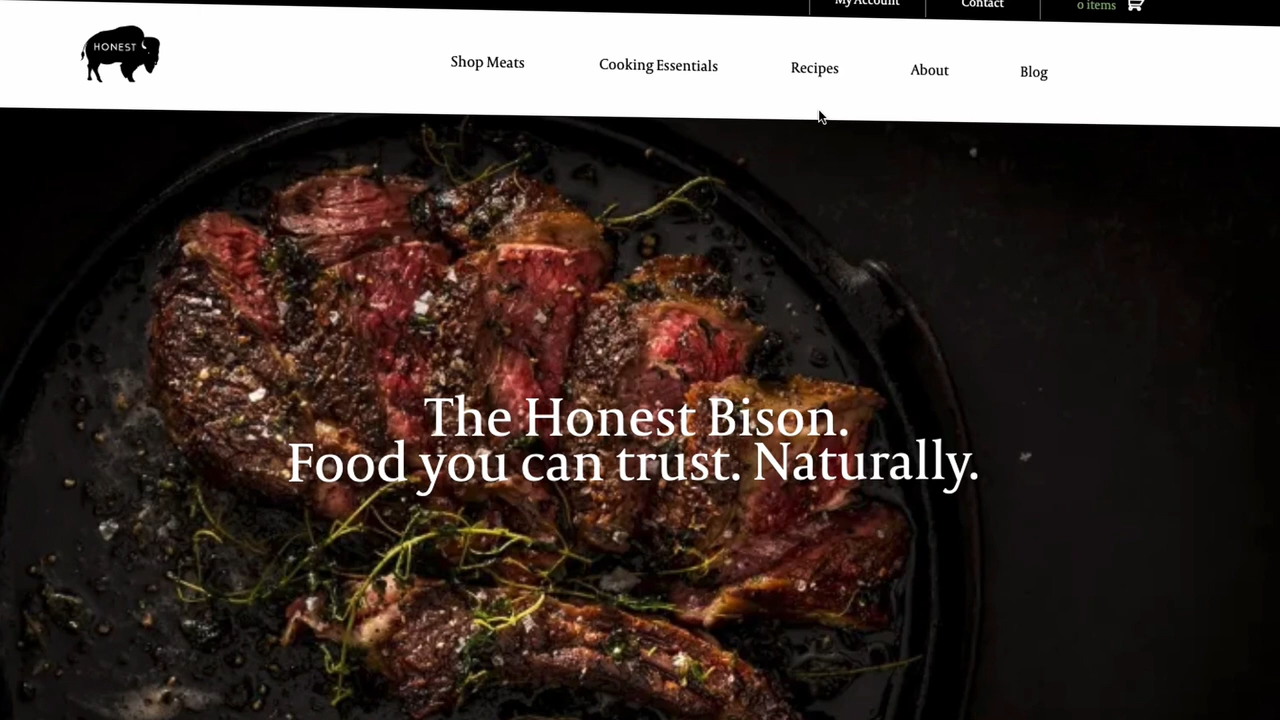 My Account
Contact
0 items
HONEST
Shop Meats
Cooking Essentials
Recipes
About
Blog
The Honest Bison.
Food you can trust. Naturally.